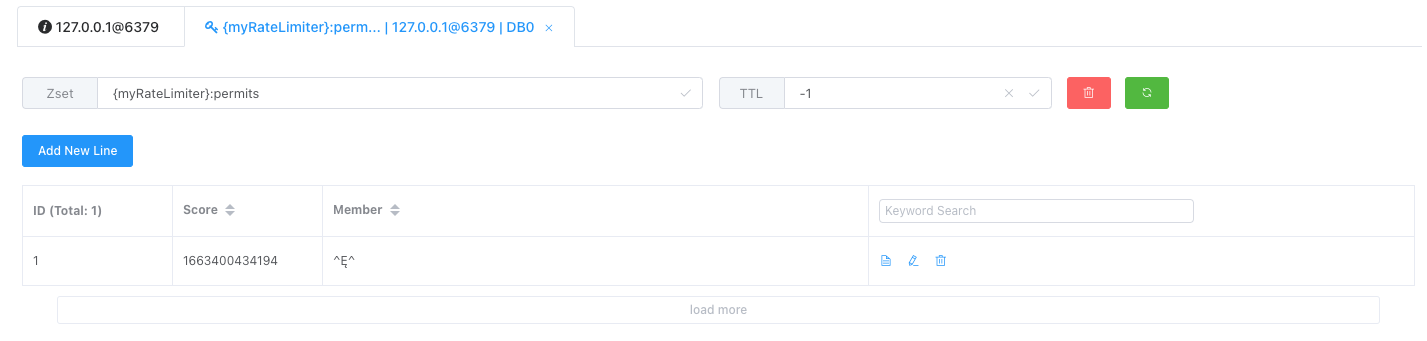 127.0.0.1@6379 {myRateLimiter}:perm... | 127.0.0.1@6379 | DB0
Zset {myRateLimiter}:permits TTL -1
Add New Line
ID (Total: 1) Score Member Keyword Search
1 1663400434194 ^Ę^
load more